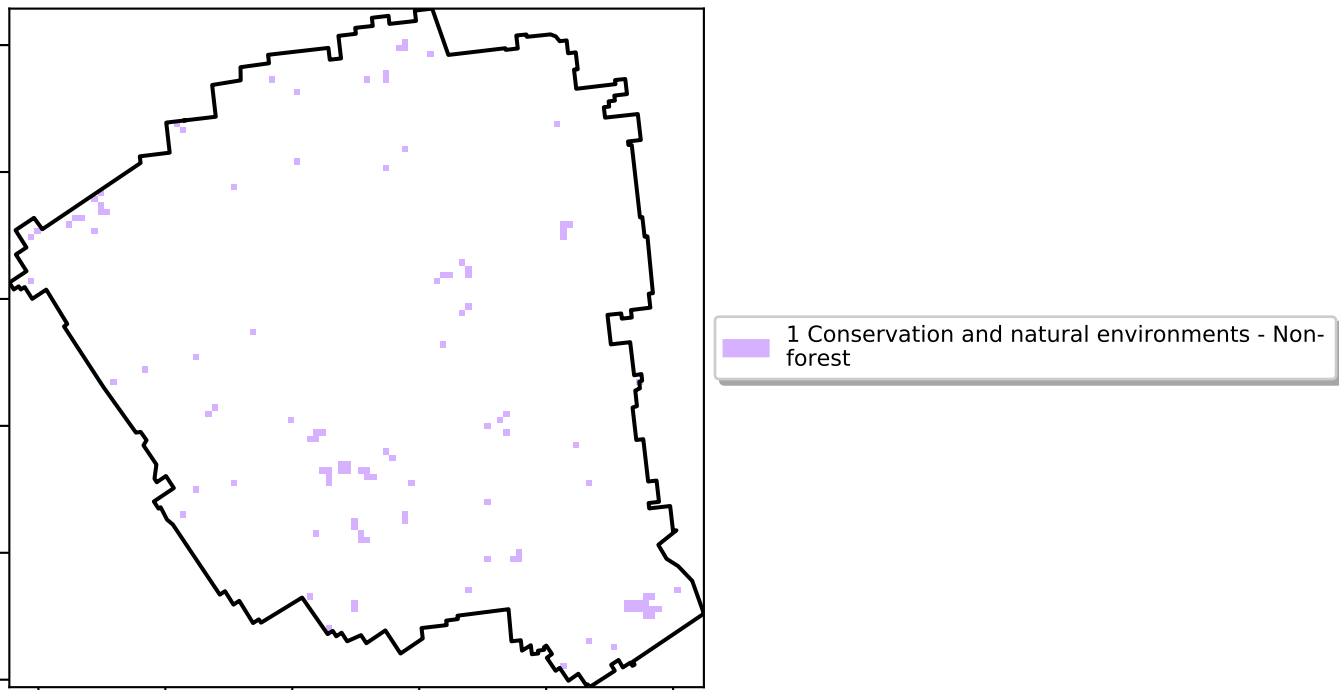 1 Conservation and natural environments - Non-
forest